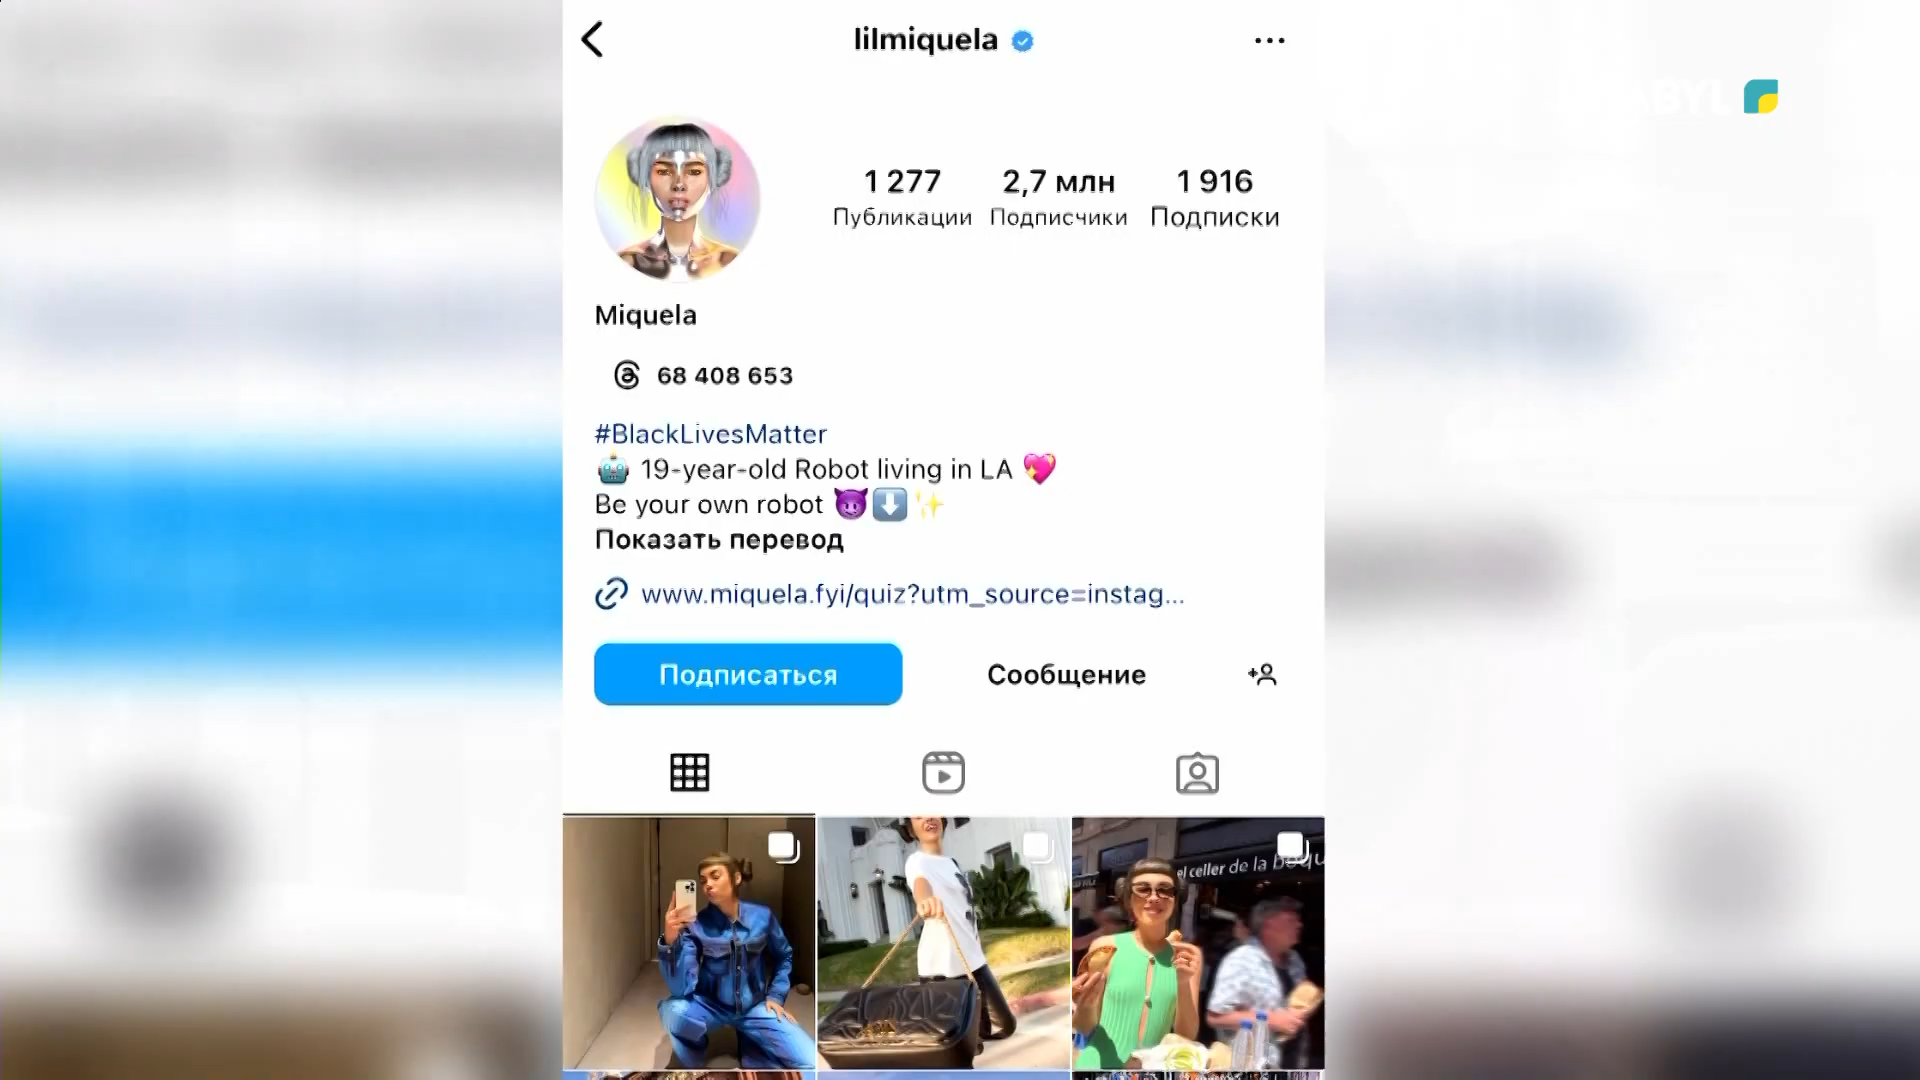 lilmiquela
1 277
2,7 млн
1 916
Публикации
Подписчики
Подписки
Miquela
68 408 653
#BlackLivesMatter
19-year-old Robot living in LA
Be your own robot
Показать перевод
www.miquela.fyi/quiz?utm_source=instag...
Подписаться
Сообщение
el celler de la